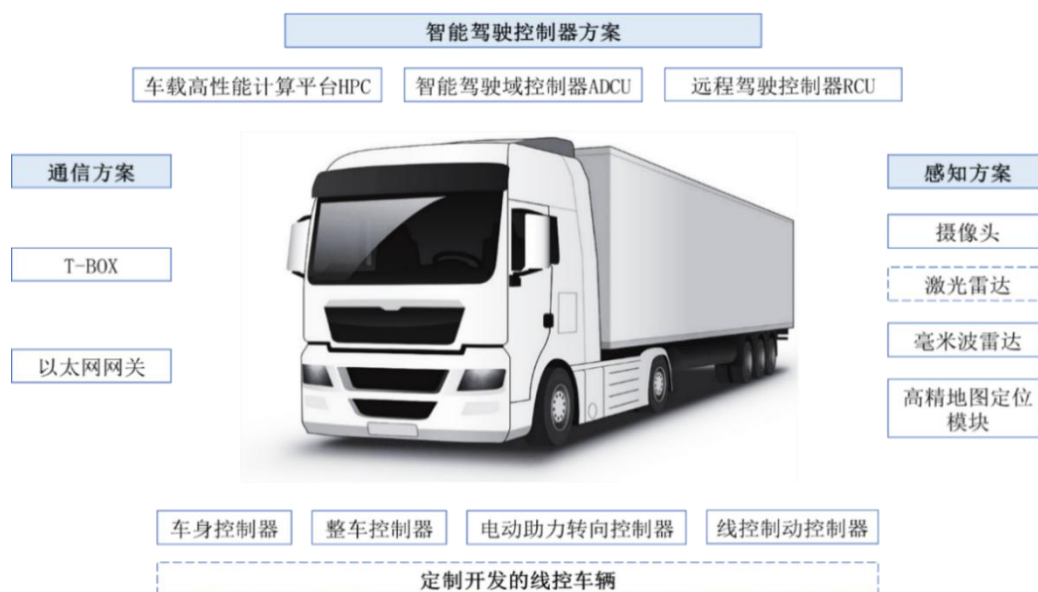 智能驾驶控制器方案
车载高性能计算平台HPC
智能驾驶域控制器ADCU
远程驾驶控制器RCU
通信方案
T-BOX
以太网网关
感知方案
摄像头
激光雷达
毫米波雷达
高精地图定位
模块
车身控制器
整车控制器
电动助力转向控制器
线控制动控制器
定制开发的线控车辆